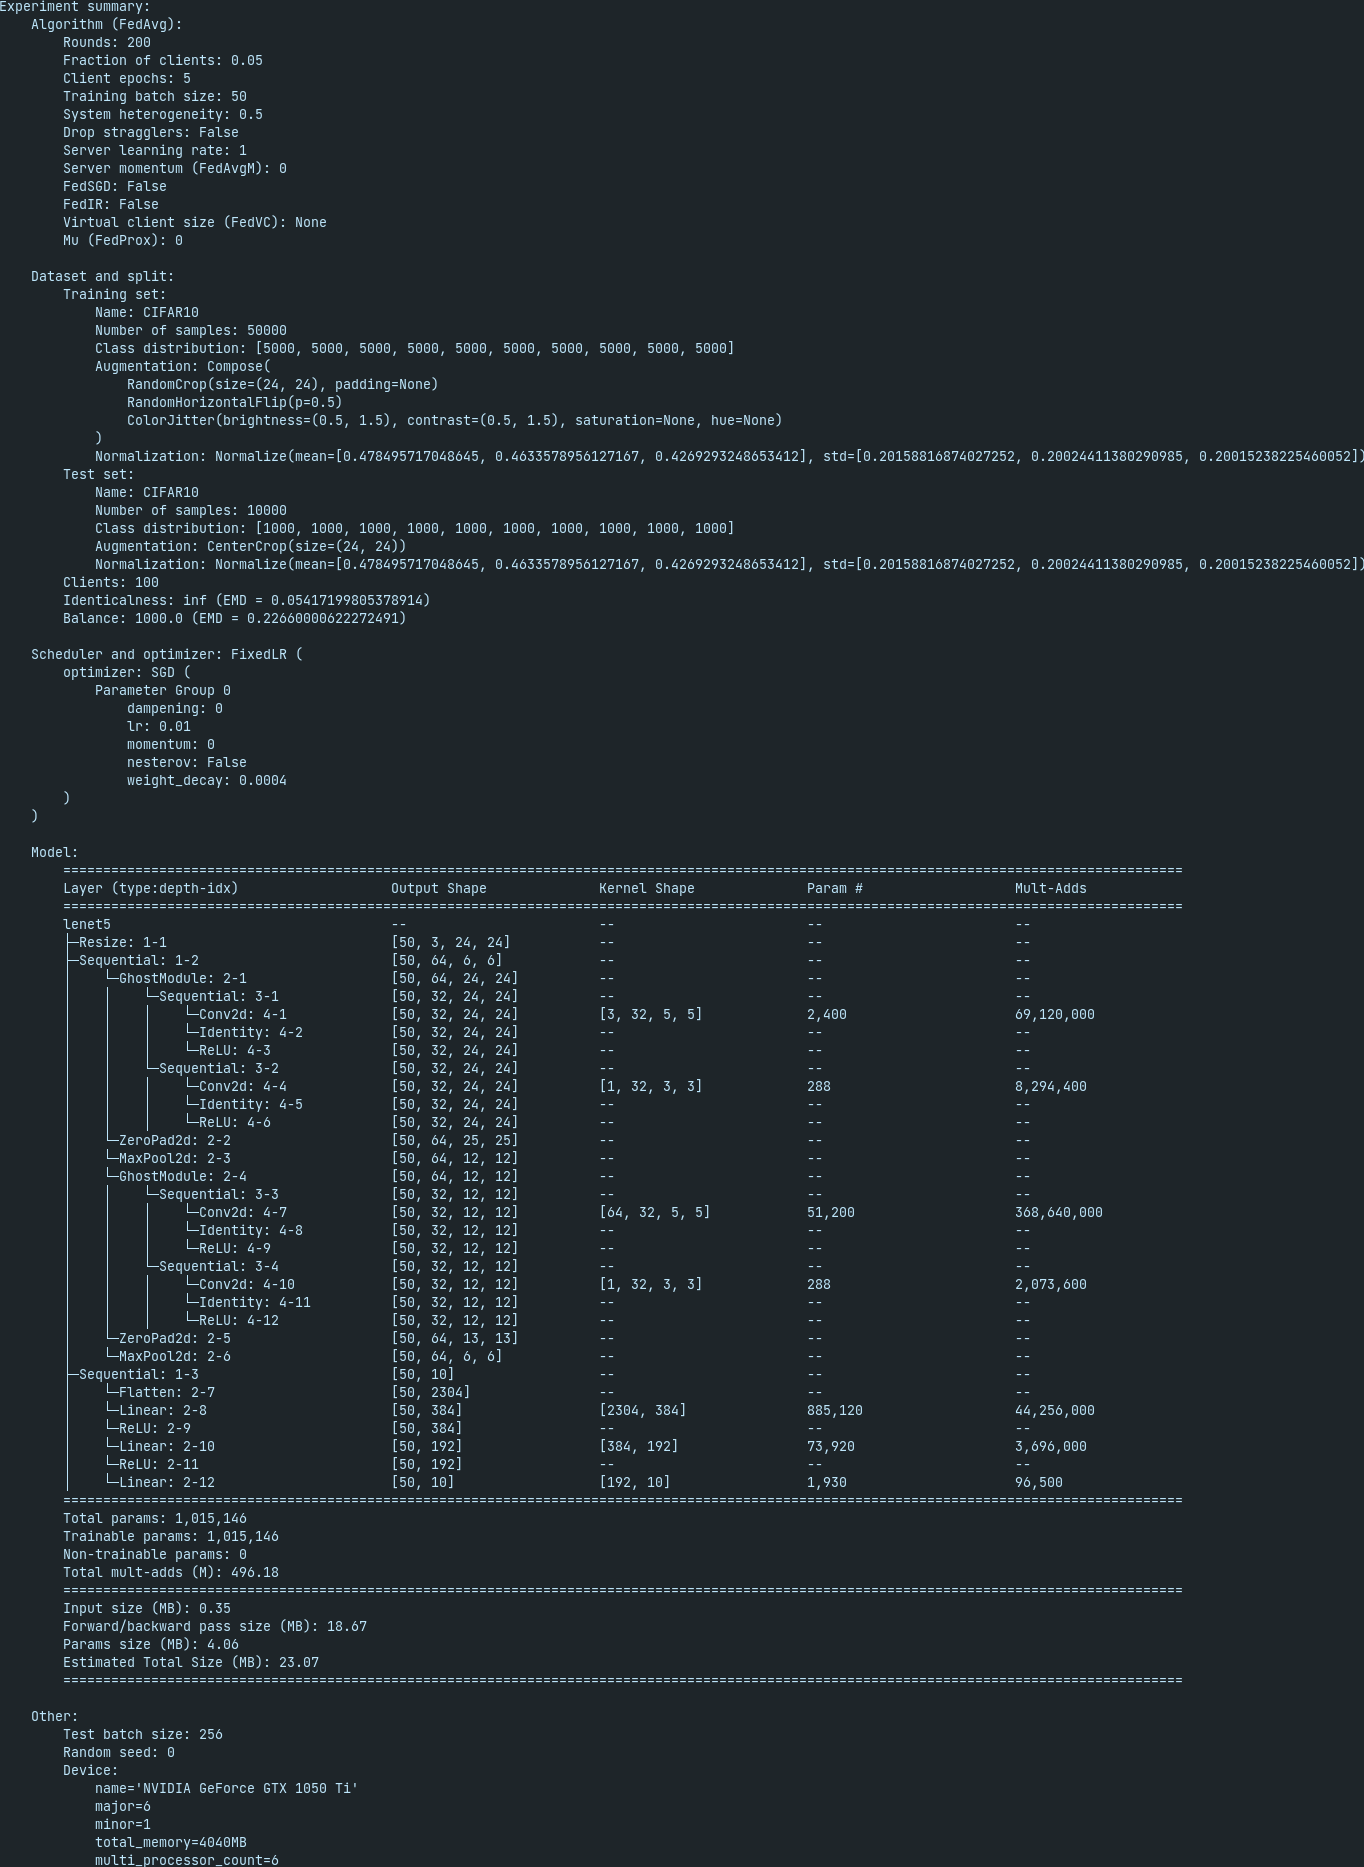 Experiment summary:
    Algorithm (FedAvg):
        Rounds: 200
        Fraction of clients: 0.05
        Client epochs: 5
        Training batch size: 50
        System heterogeneity: 0.5
        Drop stragglers: False
        Server learning rate: 1
        Server momentum (FedAvgM): 0
        FedSGD: False
        FedIR: False
        Virtual client size (FedVC): None
        Mu (FedProx): 0

    Dataset and split:
        Training set:
            Name: CIFAR10
            Number of samples: 50000
            Class distribution: [5000, 5000, 5000, 5000, 5000, 5000, 5000, 5000, 5000, 5000]
            Augmentation: Compose(
                RandomCrop(size=(24, 24), padding=None)
                RandomHorizontalFlip(p=0.5)
                ColorJitter(brightness=(0.5, 1.5), contrast=(0.5, 1.5), saturation=None, hue=None)
            )
            Normalization: Normalize(mean=[0.478495717048645, 0.4633578956127167, 0.4269293248653412], std=[0.20158816874027252, 0.20024411380290985, 0.20015238225460052])
        Test set:
            Name: CIFAR10
            Number of samples: 10000
            Class distribution: [1000, 1000, 1000, 1000, 1000, 1000, 1000, 1000, 1000, 1000]
            Augmentation: CenterCrop(size=(24, 24))
            Normalization: Normalize(mean=[0.478495717048645, 0.4633578956127167, 0.4269293248653412], std=[0.20158816874027252, 0.20024411380290985, 0.20015238225460052])
        Clients: 100
        Identicalness: inf (EMD = 0.05417199805378914)
        Balance: 1000.0 (EMD = 0.22660000622272491)

    Scheduler and optimizer: FixedLR (
        optimizer: SGD (
            Parameter Group 0
                dampening: 0
                lr: 0.01
                momentum: 0
                nesterov: False
                weight_decay: 0.0004
        )
    )

    Model:
        ============================================================================================================================================
        Layer (type:depth-idx)                   Output Shape              Kernel Shape              Param #                   Mult-Adds
        ============================================================================================================================================
        lenet5                                   --                        --                        --                        --
        ├─Resize: 1-1                            [50, 3, 24, 24]           --                        --                        --
        ├─Sequential: 1-2                        [50, 64, 6, 6]            --                        --                        --
        │    └─GhostModule: 2-1                  [50, 64, 24, 24]          --                        --                        --
        │    │    └─Sequential: 3-1              [50, 32, 24, 24]          --                        --                        --
        │    │    │    └─Conv2d: 4-1             [50, 32, 24, 24]          [3, 32, 5, 5]             2,400                     69,120,000
        │    │    │    └─Identity: 4-2           [50, 32, 24, 24]          --                        --                        --
        │    │    │    └─ReLU: 4-3               [50, 32, 24, 24]          --                        --                        --
        │    │    └─Sequential: 3-2              [50, 32, 24, 24]          --                        --                        --
        │    │    │    └─Conv2d: 4-4             [50, 32, 24, 24]          [1, 32, 3, 3]             288                       8,294,400
        │    │    │    └─Identity: 4-5           [50, 32, 24, 24]          --                        --                        --
        │    │    │    └─ReLU: 4-6               [50, 32, 24, 24]          --                        --                        --
        │    └─ZeroPad2d: 2-2                    [50, 64, 25, 25]          --                        --                        --
        │    └─MaxPool2d: 2-3                    [50, 64, 12, 12]          --                        --                        --
        │    └─GhostModule: 2-4                  [50, 64, 12, 12]          --                        --                        --
        │    │    └─Sequential: 3-3              [50, 32, 12, 12]          --                        --                        --
        │    │    │    └─Conv2d: 4-7             [50, 32, 12, 12]          [64, 32, 5, 5]            51,200                    368,640,000
        │    │    │    └─Identity: 4-8           [50, 32, 12, 12]          --                        --                        --
        │    │    │    └─ReLU: 4-9               [50, 32, 12, 12]          --                        --                        --
        │    │    └─Sequential: 3-4              [50, 32, 12, 12]          --                        --                        --
        │    │    │    └─Conv2d: 4-10            [50, 32, 12, 12]          [1, 32, 3, 3]             288                       2,073,600
        │    │    │    └─Identity: 4-11          [50, 32, 12, 12]          --                        --                        --
        │    │    │    └─ReLU: 4-12              [50, 32, 12, 12]          --                        --                        --
        │    └─ZeroPad2d: 2-5                    [50, 64, 13, 13]          --                        --                        --
        │    └─MaxPool2d: 2-6                    [50, 64, 6, 6]            --                        --                        --
        ├─Sequential: 1-3                        [50, 10]                  --                        --                        --
        │    └─Flatten: 2-7                      [50, 2304]                --                        --                        --
        │    └─Linear: 2-8                       [50, 384]                 [2304, 384]               885,120                   44,256,000
        │    └─ReLU: 2-9                         [50, 384]                 --                        --                        --
        │    └─Linear: 2-10                      [50, 192]                 [384, 192]                73,920                    3,696,000
        │    └─ReLU: 2-11                        [50, 192]                 --                        --                        --
        │    └─Linear: 2-12                      [50, 10]                  [192, 10]                 1,930                     96,500
        ============================================================================================================================================
        Total params: 1,015,146
        Trainable params: 1,015,146
        Non-trainable params: 0
        Total mult-adds (M): 496.18
        ============================================================================================================================================
        Input size (MB): 0.35
        Forward/backward pass size (MB): 18.67
        Params size (MB): 4.06
        Estimated Total Size (MB): 23.07
        ============================================================================================================================================

    Other:
        Test batch size: 256
        Random seed: 0
        Device:
            name='NVIDIA GeForce GTX 1050 Ti'
            major=6
            minor=1
            total_memory=4040MB
            multi_processor_count=6